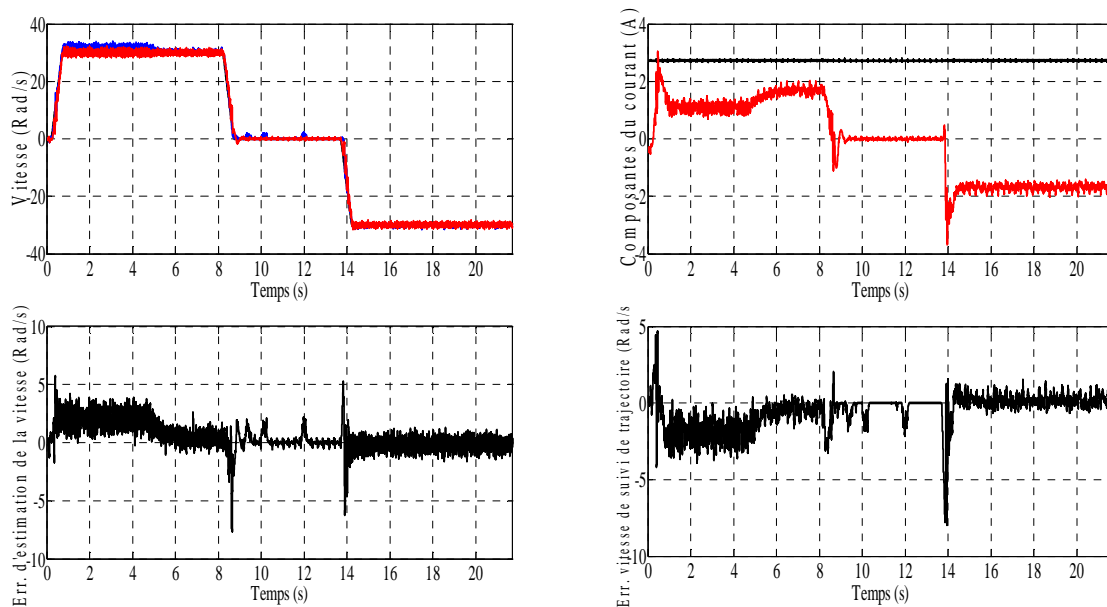 Vitesse (Rad/s)
40
20
0
-20
-40
0 2 4 6 8 10 12 14 16 18 20
Temps (s)
Composantes du courant (A)
4
2
0
-2
-4
0 2 4 6 8 10 12 14 16 18 20
Temps (s)
Err. d'estimation de la vitesse (Rad/s)
10
5
0
-5
-10
0 2 4 6 8 10 12 14 16 18 20
Temps (s)
Err. vitesse de suivi de trajectoire (Rad/s
5
0
-5
-10
0 2 4 6 8 10 12 14 16 18 20
Temps (s)